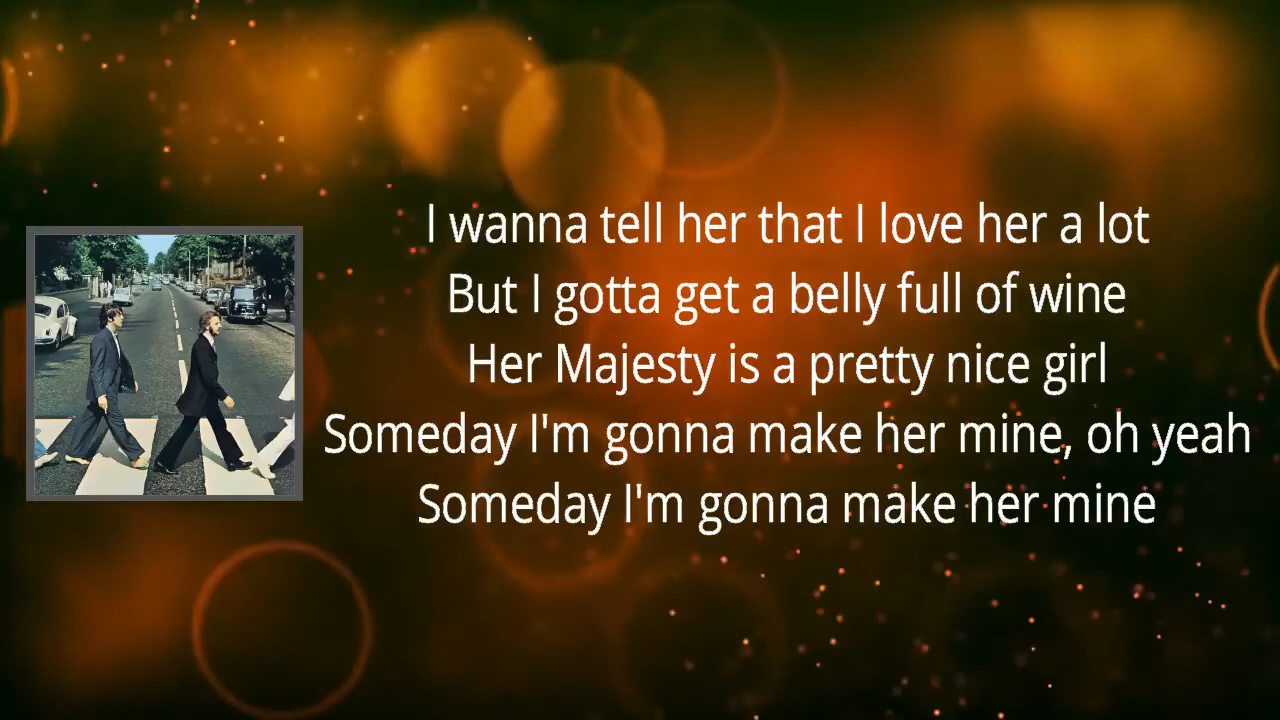 I wanna tell her that I love her a lot
But I gotta get a belly full of wine
Her Majesty is a pretty nice girl
Someday I'm gonna make her mine, oh yeah
Someday I'm gonna make her mine